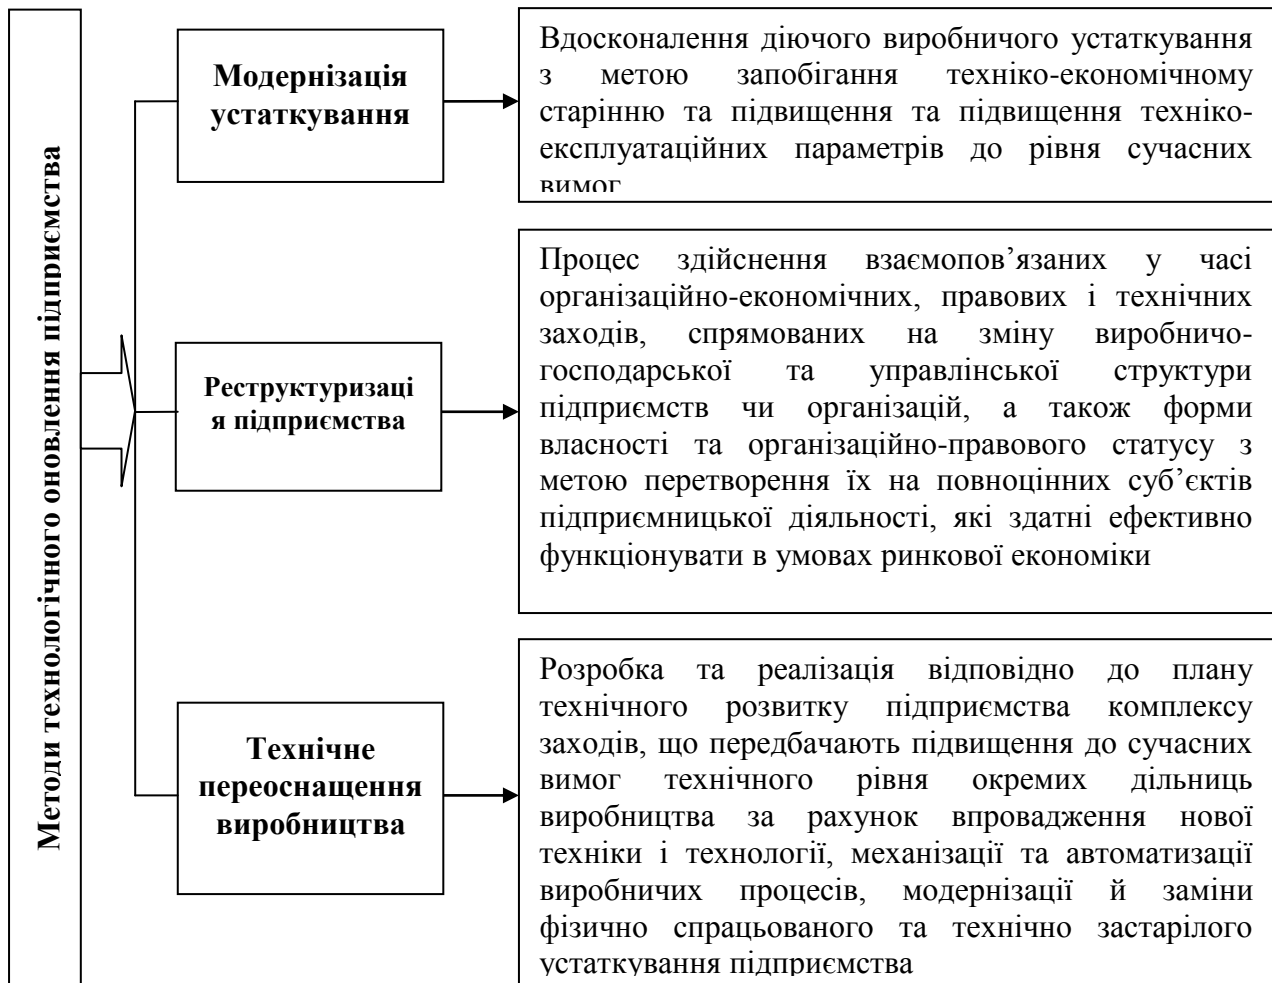 Методи технологічного оновлення підприємства
Модернізація
устаткування
Вдосконалення діючого виробничого устаткування
з метою запобігання техніко-економічному
старінню та підвищення та підвищення техніко-
експлуатаційних параметрів до рівня сучасних
вимог
Реструктуризаці
я підприємства
Процес здійснення взаємопов’язаних у часі
організаційно-економічних, правових і технічних
заходів, спрямованих на зміну виробничо-
господарської та управлінської структури
підприємств чи організацій, а також форми
власності та організаційно-правового статусу з
метою перетворення їх на повноцінних суб’єктів
підприємницької діяльності, які здатні ефективно
функціонувати в умовах ринкової економіки
Технічне
переоснащення
виробництва
Розробка та реалізація відповідно до плану
технічного розвитку підприємства комплексу
заходів, що передбачають підвищення до сучасних
вимог технічного рівня окремих дільниць
виробництва за рахунок впровадження нової
техніки і технології, механізації та автоматизації
виробничих процесів, модернізації й заміни
фізично спрацьованого та технічно застарілого
устаткування підприємства